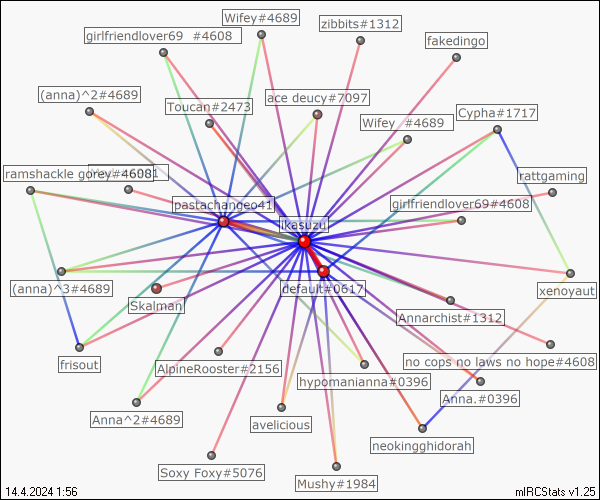 Wifey#4689
zibbits#1312
girlfriendlover69 #4608
fakedingo
(anna)^2#4689
ace deucy#7097
Toucan#2473
Cypha#1717
Wifey_#4689
ramshackle gorey#4608
rattgaming
pastachangeo41
girlfriendlover69#4608
ikasuzu
(anna)^3#4689
default#0617
xenoyaut
Skalman
Annarchist#1312
frisout
AlpineRooster#2156
no cops no laws no hope#4608
hypomanianna#0396
Anna.#0396
Anna^2#4689
avelicious
neokingghidorah
Soxy Foxy#5076
Mushy#1984
14.4.2024 1:56
mIRCStats v1.25